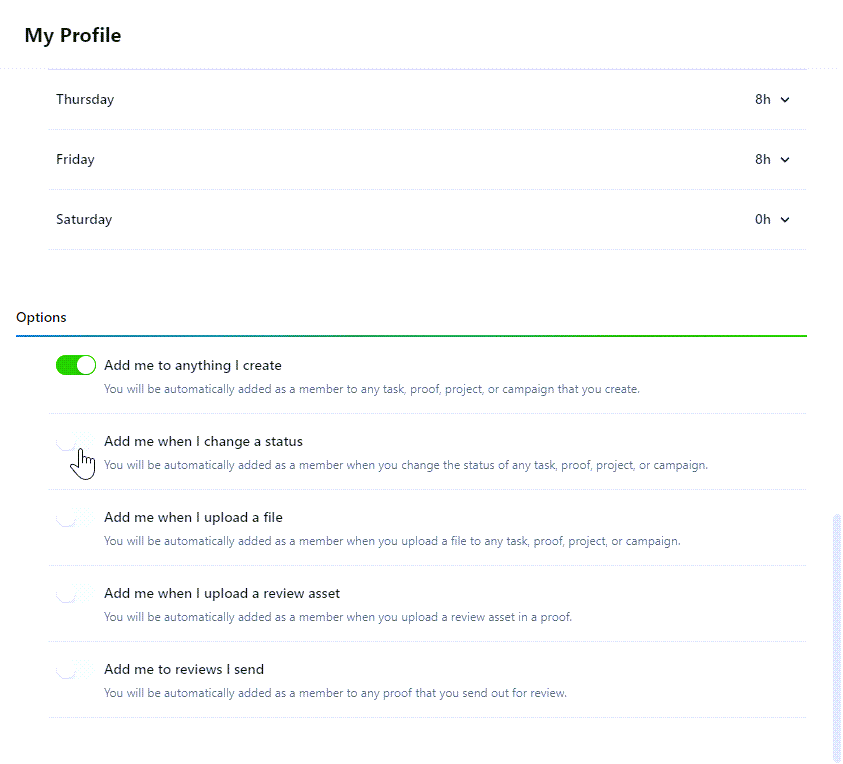 My Profile
Thursday 8h
Friday 8h
Saturday 0h
Options
Add me to anything I create
You will be automatically added as a member to any task, proof, project, or campaign that you create.
Add me when I change a status
You will be automatically added as a member when you change the status of any task, proof, project, or campaign.
Add me when I upload a file
You will be automatically added as a member when you upload a file to any task, proof, project, or campaign.
Add me when I upload a review asset
You will be automatically added as a member when you upload a review asset in a proof.
Add me to reviews I send
You will be automatically added as a member to any proof that you send out for review.